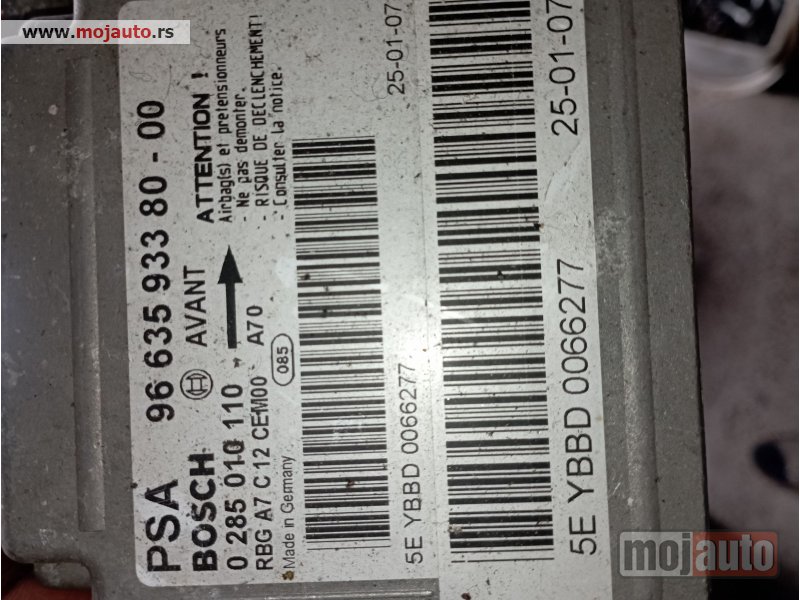 www.mojauto.rs
PSA 96 635 933 80 - 00
BOSCH AVANT
0 285 010 110
RBG A7 C 12 CEM00 A70
Made in Germany 085
ATTENTION !
Airbag(s) et pretensionneurs
- Ne pas demonter.
- RISQUE DE DECLENCHEMENT!
- Consulter la notice.
5E YBBD 0066277 25-01-07
5E YBBD 0066277 25-01-07
mojauto